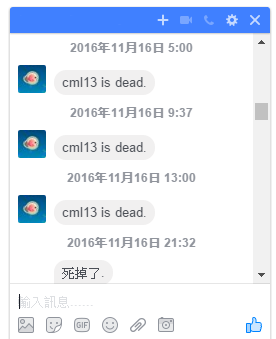 2016年11月16日 5:00
cml13 is dead.
2016年11月16日 9:37
cml13 is dead.
2016年11月16日 13:00
cml13 is dead.
2016年11月16日 21:32
死掉了.
輸入訊息......
GIF